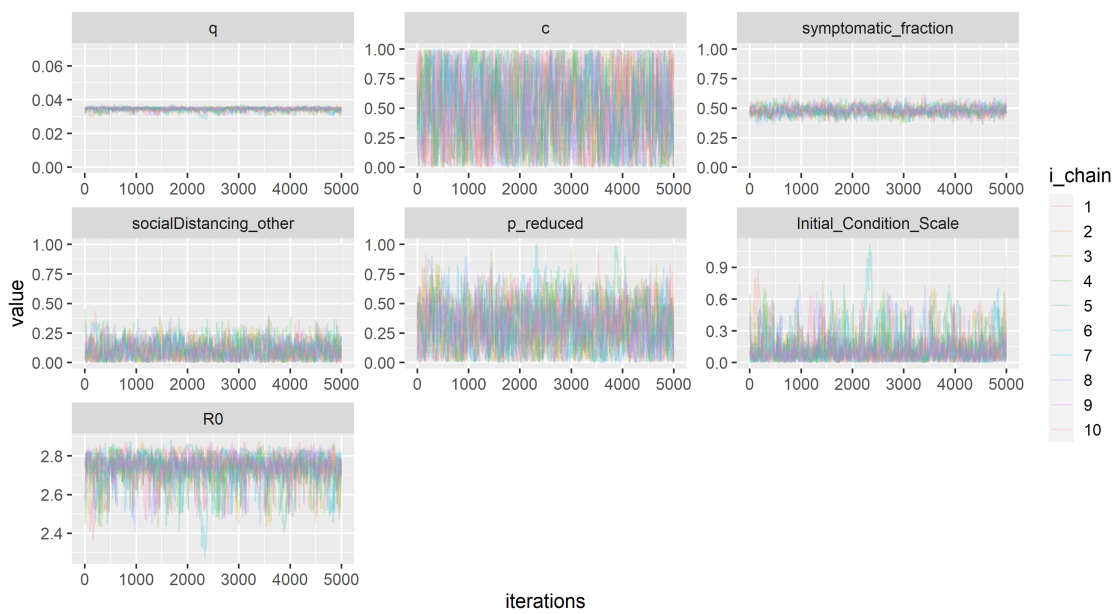 q
c
symptomatic_fraction
0.06
0.04
0.02
0.00
1.00
0.75
0.50
0.25
0.00
1.00
0.75
0.50
0.25
0.00
0 1000 2000 3000 4000 5000
0 1000 2000 3000 4000 5000
0 1000 2000 3000 4000 5000
socialDistancing_other
p_reduced
Initial_Condition_Scale
1.00
0.75
0.50
0.25
0.00
1.00
0.75
0.50
0.25
0.00
0.9
0.6
0.3
0.0
0 1000 2000 3000 4000 5000
0 1000 2000 3000 4000 5000
0 1000 2000 3000 4000 5000
R0
2.8
2.6
2.4
0 1000 2000 3000 4000 5000
value
iterations
i_chain
1
2
3
4
5
6
7
8
9
10